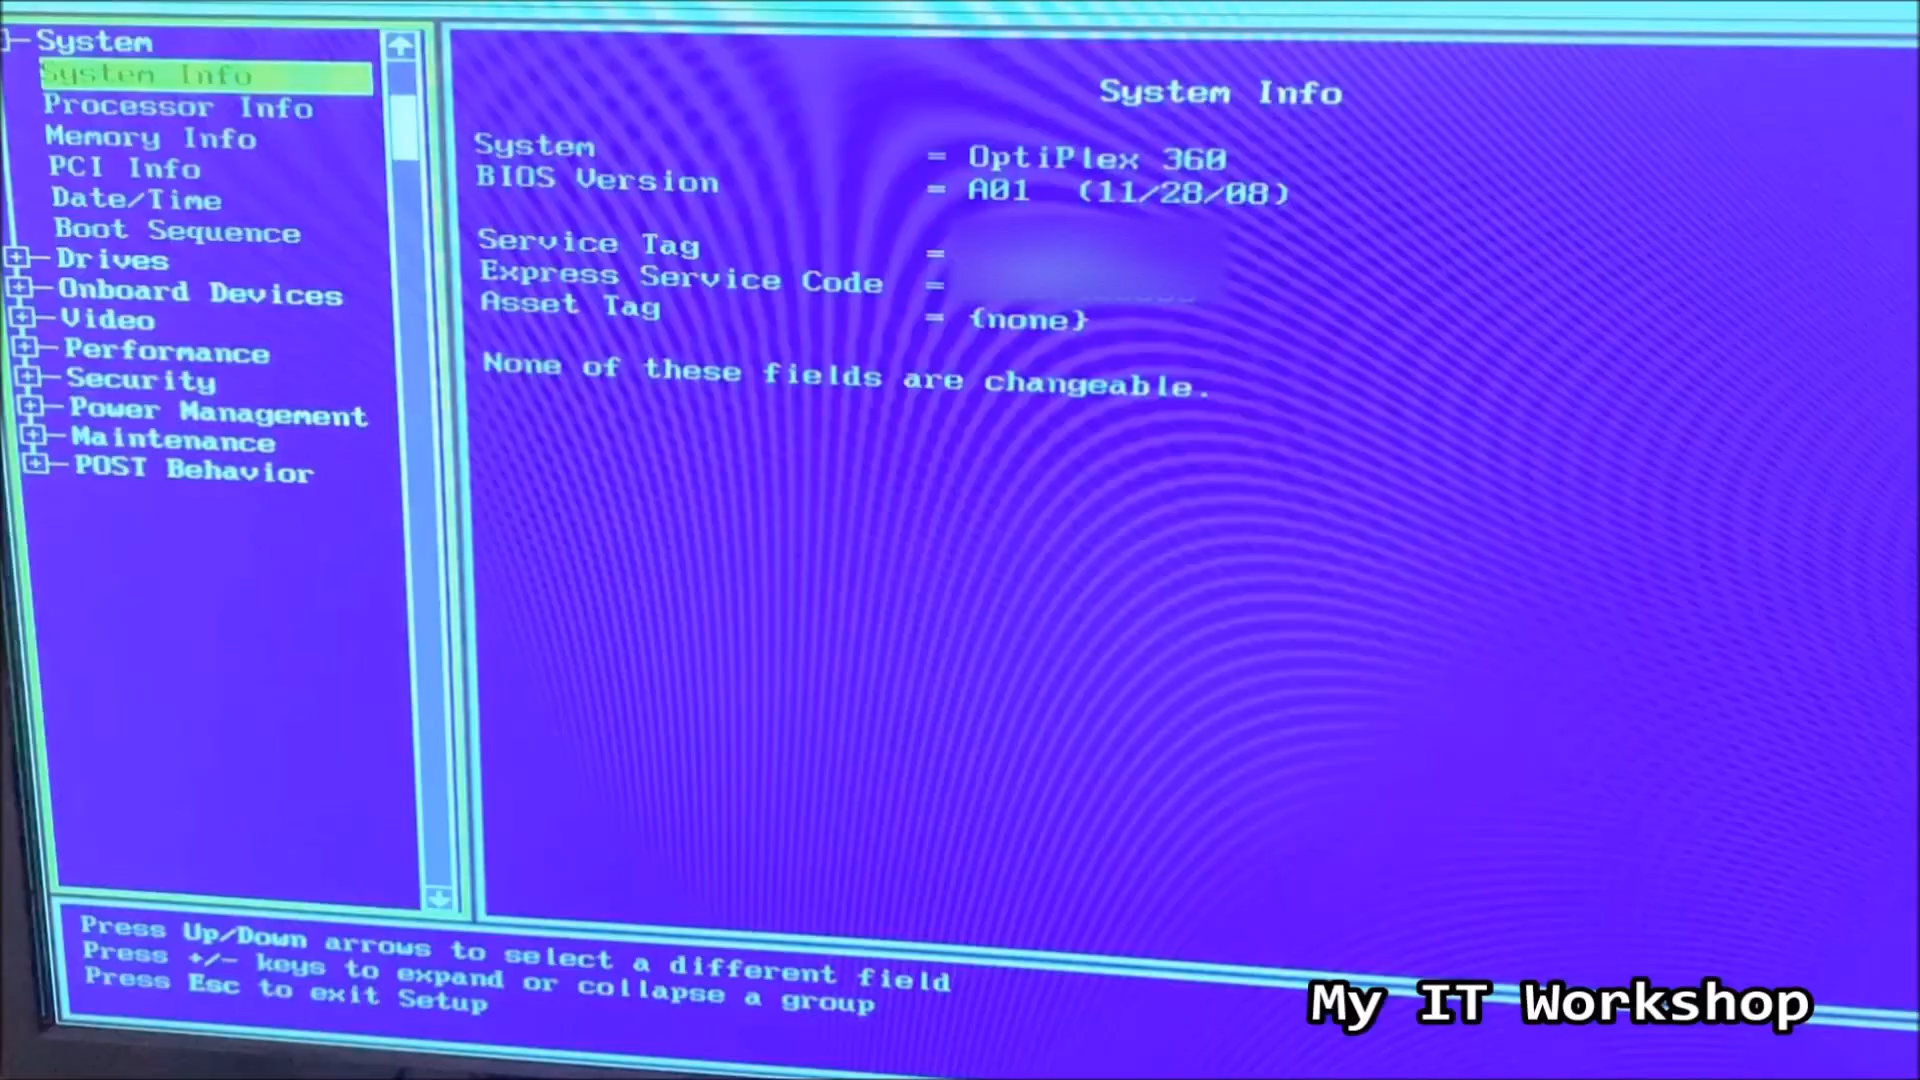 System
System Info
Processor Info
Memory Info
PCI Info
Date/Time
Boot Sequence
Drives
Onboard Devices
Video
Performance
Security
Power Management
Maintenance
POST Behavior
System Info
System = OptiPlex 360
BIOS Version = A01 (11/28/08)
Service Tag =
Express Service Code =
Asset Tag = {none}
None of these fields are changeable.
Press Up/Down arrows to select a different field
Press +/- keys to expand or collapse a group
Press Esc to exit Setup
My IT Workshop